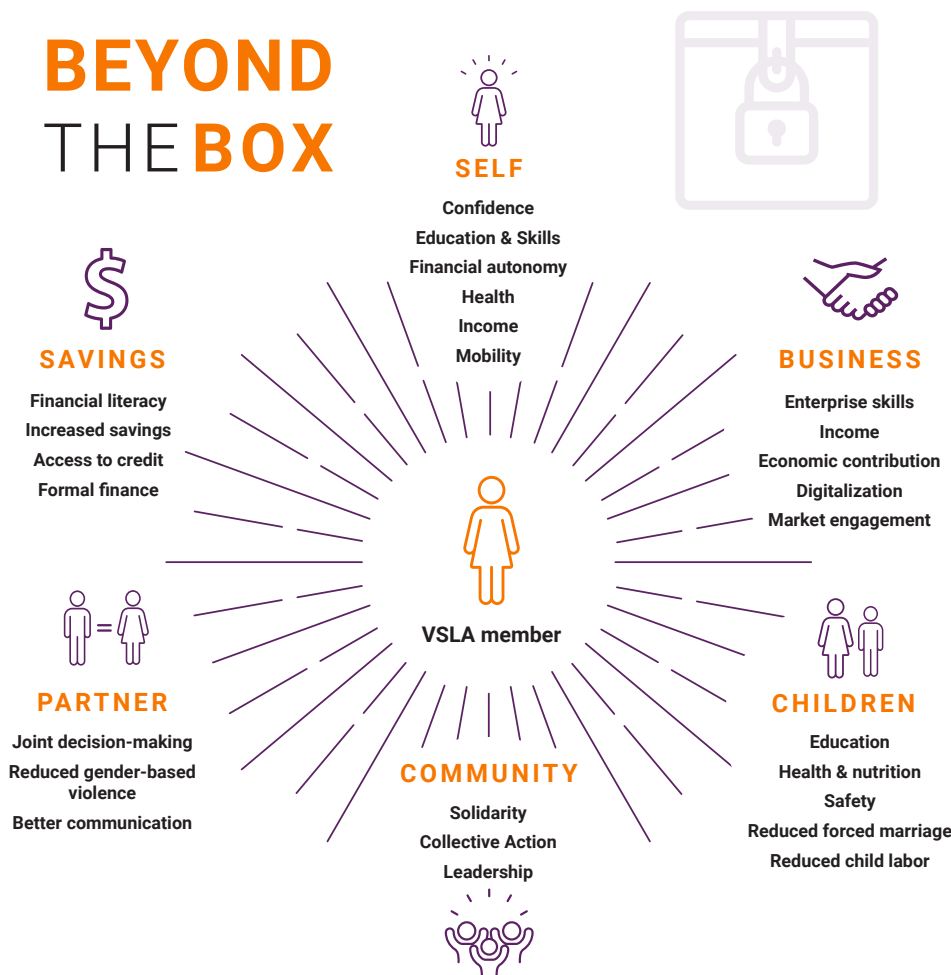 BEYOND
THE BOX
SELF
Confidence
Education & Skills
Financial autonomy
Health
Income
Mobility
$
SAVINGS
Financial literacy
Increased savings
Access to credit
Formal finance
BUSINESS
Enterprise skills
Income
Economic contribution
Digitalization
Market engagement
VSLA member
=
PARTNER
Joint decision-making
Reduced gender-based
violence
Better communication
COMMUNITY
Solidarity
Collective Action
Leadership
CHILDREN
Education
Health & nutrition
Safety
Reduced forced marriage
Reduced child labor